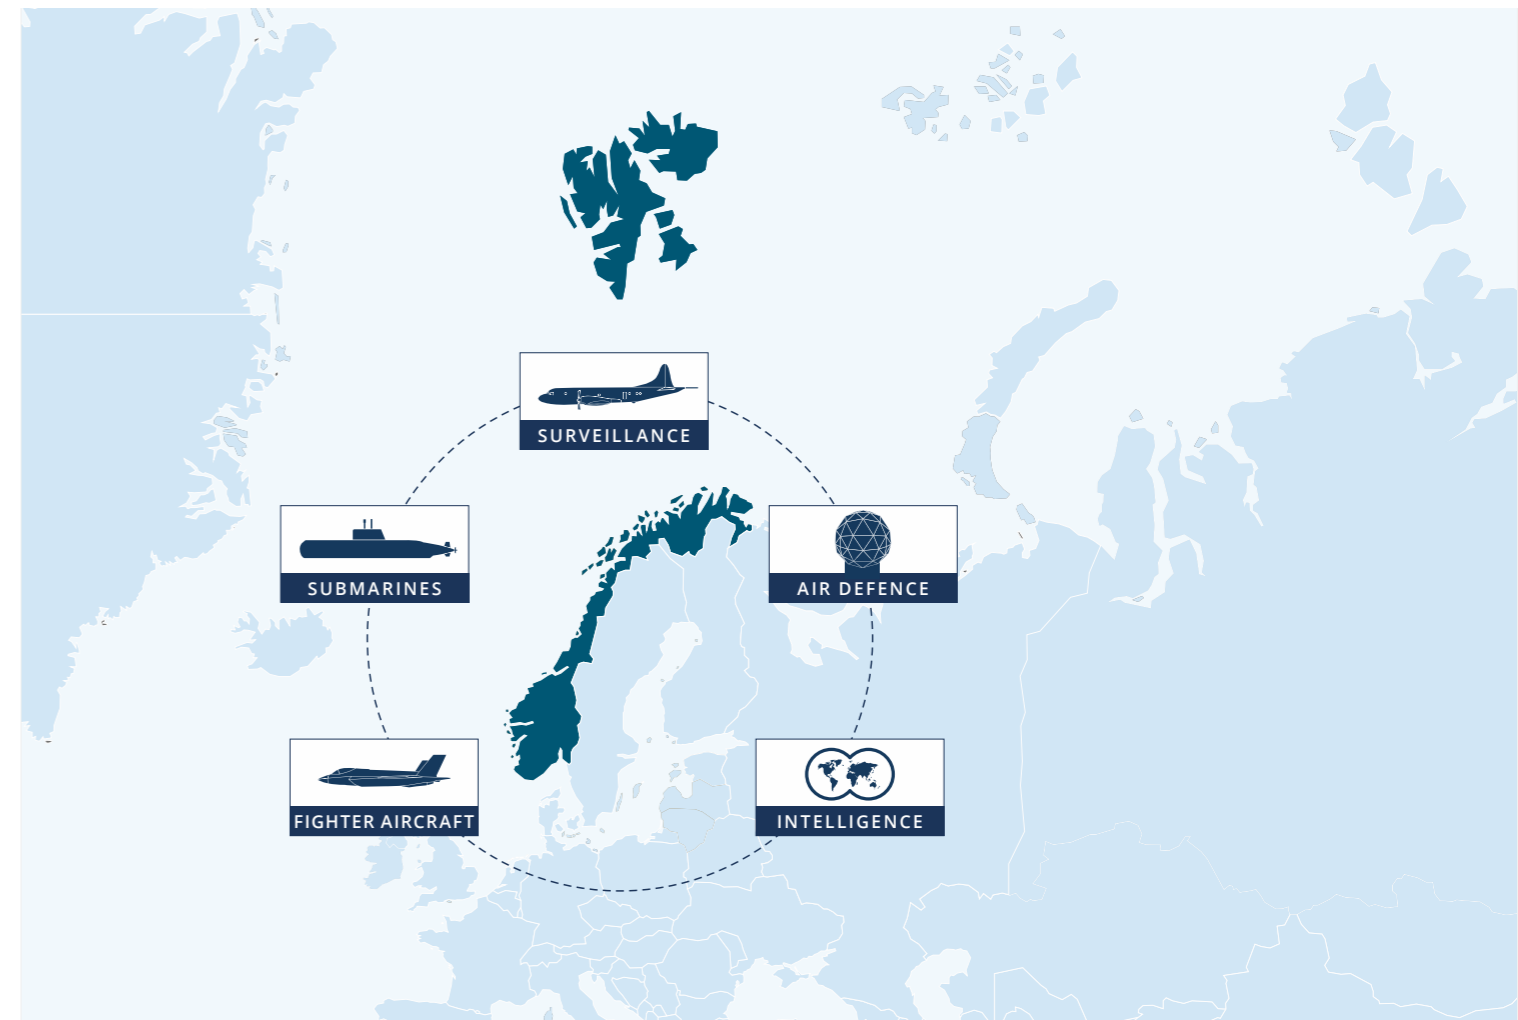 SURVEILLANCE
SUBMARINES
AIR DEFENCE
FIGHTER AIRCRAFT
INTELLIGENCE